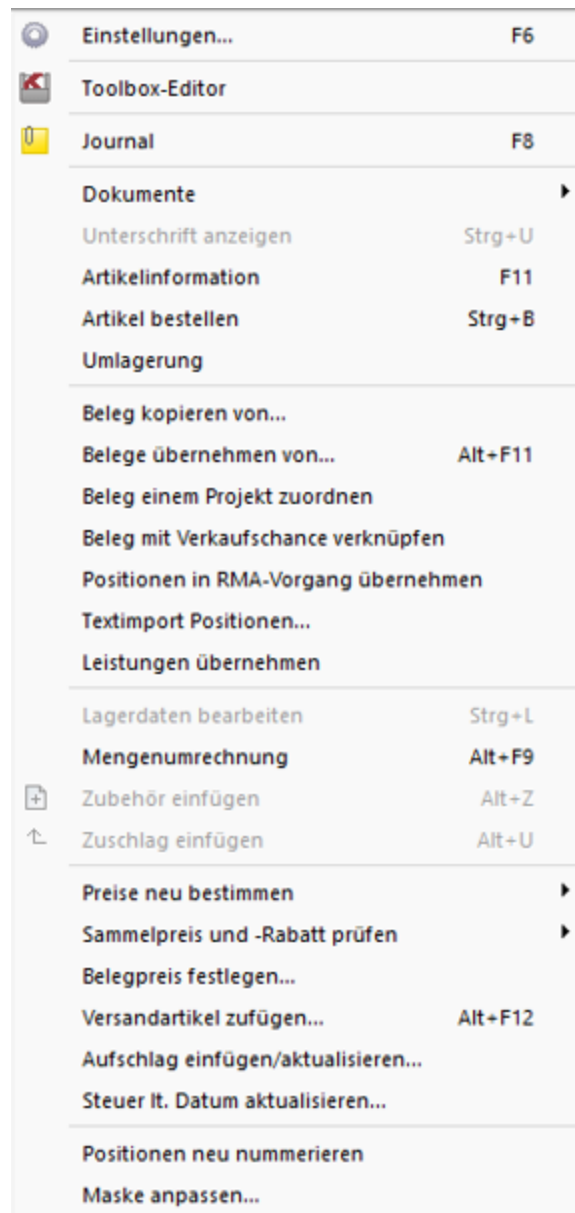 Einstellungen... F6
Toolbox-Editor
Journal F8
Dokumente
Unterschrift anzeigen Strg+U
Artikelinformation F11
Artikel bestellen Strg+B
Umlagerung
Beleg kopieren von...
Belege übernehmen von... Alt+F11
Beleg einem Projekt zuordnen
Beleg mit Verkaufschance verknüpfen
Positionen in RMA-Vorgang übernehmen
Textimport Positionen...
Leistungen übernehmen
Lagerdaten bearbeiten Strg+L
Mengenumrechnung Alt+F9
Zubehör einfügen Alt+Z
Zuschlag einfügen Alt+U
Preise neu bestimmen
Sammelpreis und -Rabatt prüfen
Belegpreis festlegen...
Versandartikel zufügen... Alt+F12
Aufschlag einfügen/aktualisieren...
Steuer lt. Datum aktualisieren...
Positionen neu nummerieren
Maske anpassen...